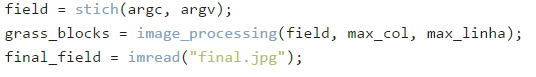 field = stich(argc, argv);
grass_blocks = image_processing(field, max_col, max_linha);
final_field = imread("final.jpg");